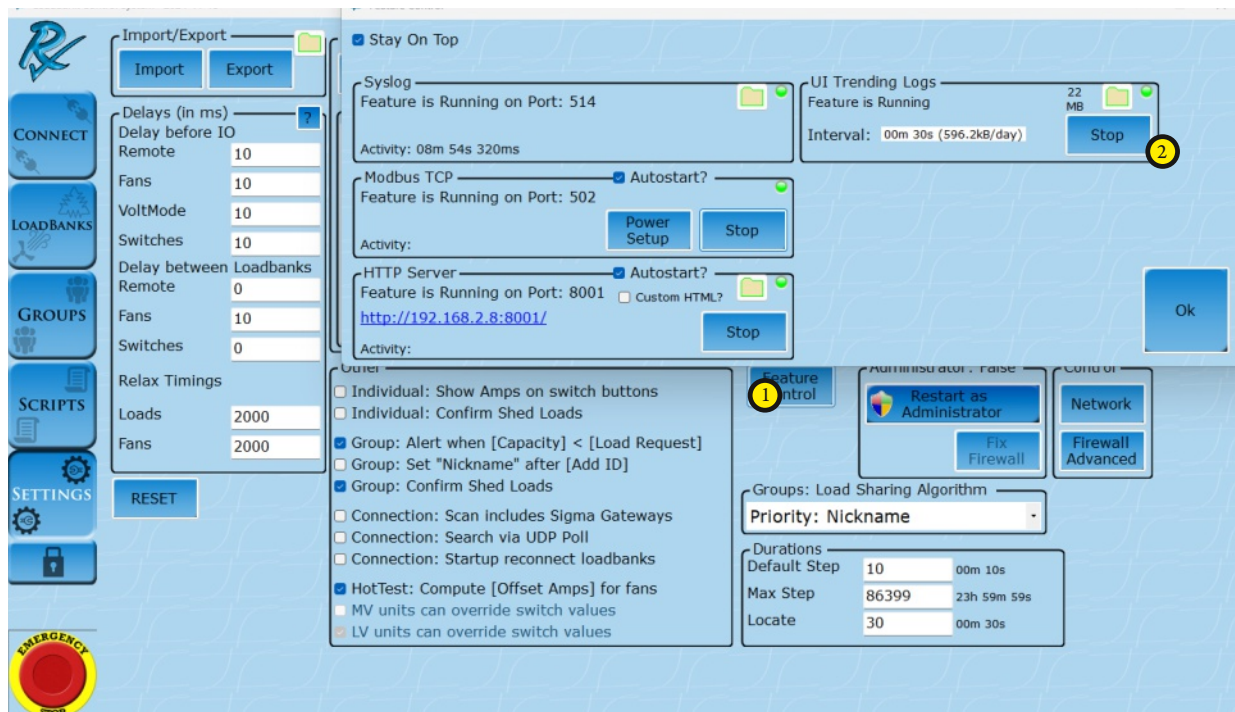 Rx
CONNECT
LOADBANKS
GROUPS
SCRIPTS
SETTINGS
EMERGENCY
STOP
Import/Export
Import
Export
Delays (in ms)
?
Delay before IO
Remote
10
Fans
10
VoltMode
10
Switches
10
Delay between Loadbanks
Remote
0
Fans
10
Switches
0
Relax Timings
Loads
2000
Fans
2000
RESET
Stay On Top
Syslog
Feature is Running on Port: 514
Activity: 08m 54s 320ms
Modbus TCP
Autostart?
Feature is Running on Port: 502
Power
Setup
Stop
Activity:
HTTP Server
Autostart?
Feature is Running on Port: 8001
Custom HTML?
http://192.168.2.8:8001/
Stop
Activity:
UI Trending Logs
22
MB
Feature is Running
Interval:
00m 30s (596.2kB/day)
Stop
2
Ok
Other
Individual: Show Amps on switch buttons
Individual: Confirm Shed Loads
Group: Alert when [Capacity] < [Load Request]
Group: Set "Nickname" after [Add ID]
Group: Confirm Shed Loads
Connection: Scan includes Sigma Gateways
Connection: Search via UDP Poll
Connection: Startup reconnect loadbanks
HotTest: Compute [Offset Amps] for fans
MV units can override switch values
LV units can override switch values
Feature
1
ntrol
Administrator: False
Restart as
Administrator
Fix
Firewall
Control
Network
Firewall
Advanced
Groups: Load Sharing Algorithm
Priority: Nickname
Durations
Default Step
10
00m 10s
Max Step
86399
23h 59m 59s
Locate
30
00m 30s